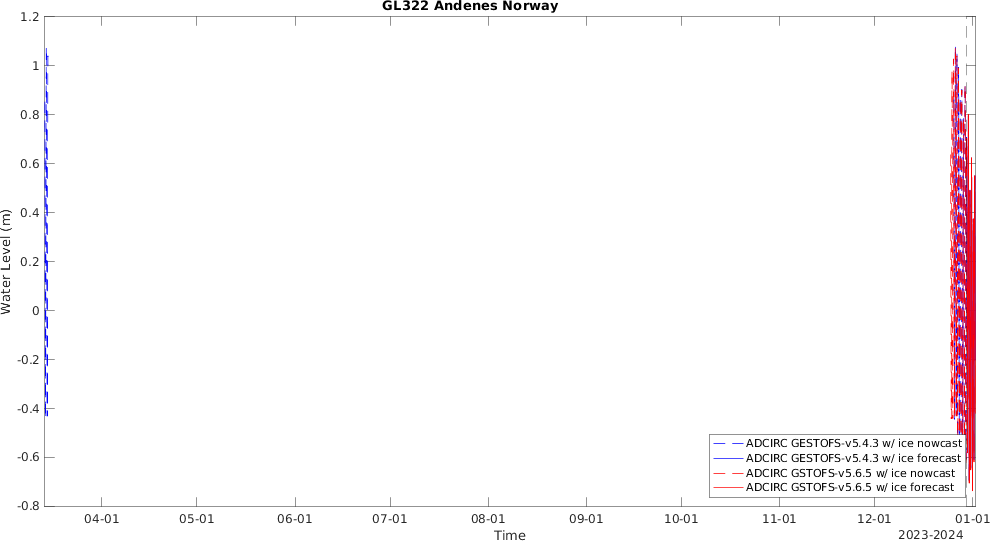 GL322 Andenes Norway
1.2
1
0.8
0.6
0.4
0.2
0
-0.2
-0.4
-0.6
-0.8
Water Level (m)
ADCIRC GESTOFS-v5.4.3 w/ ice nowcast
ADCIRC GESTOFS-v5.4.3 w/ ice forecast
ADCIRC GSTOFS-v5.6.5 w/ ice nowcast
ADCIRC GSTOFS-v5.6.5 w/ ice forecast
04-01 05-01 06-01 07-01 08-01 09-01 10-01 11-01 12-01 01-01
Time
2023-2024